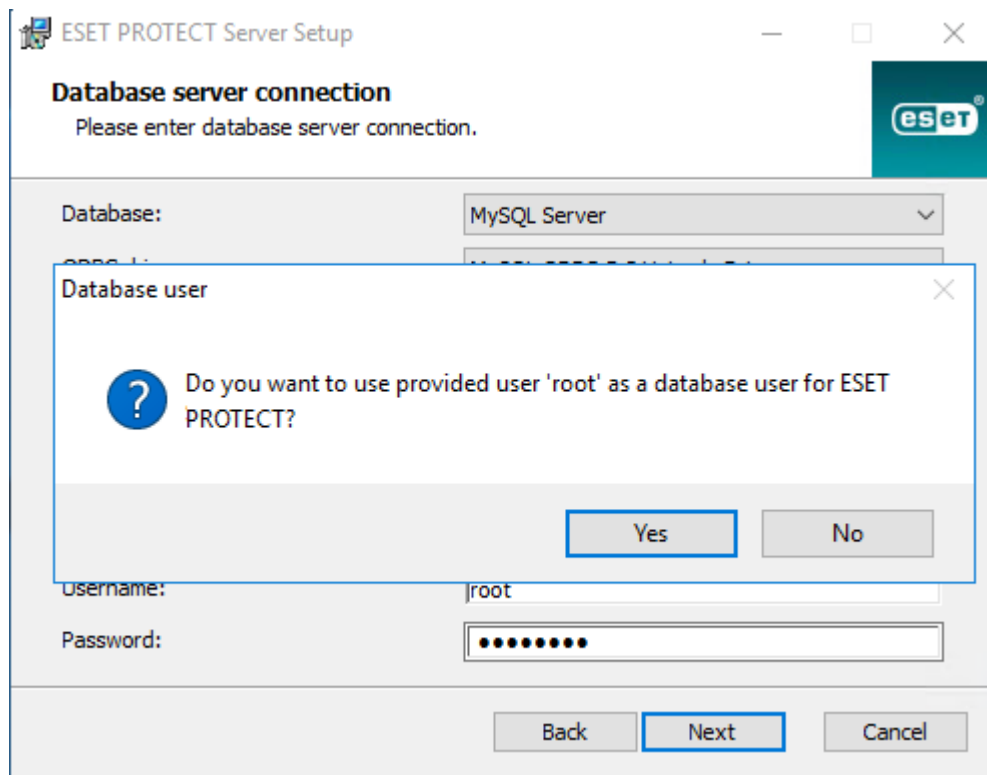 ESET PROTECT Server Setup
Database server connection
Please enter database server connection.
eseT
Database:
MySQL Server
Database user
Do you want to use provided user 'root' as a database user for ESET
PROTECT?
Yes
No
Username:
root
Password:
Back
Next
Cancel